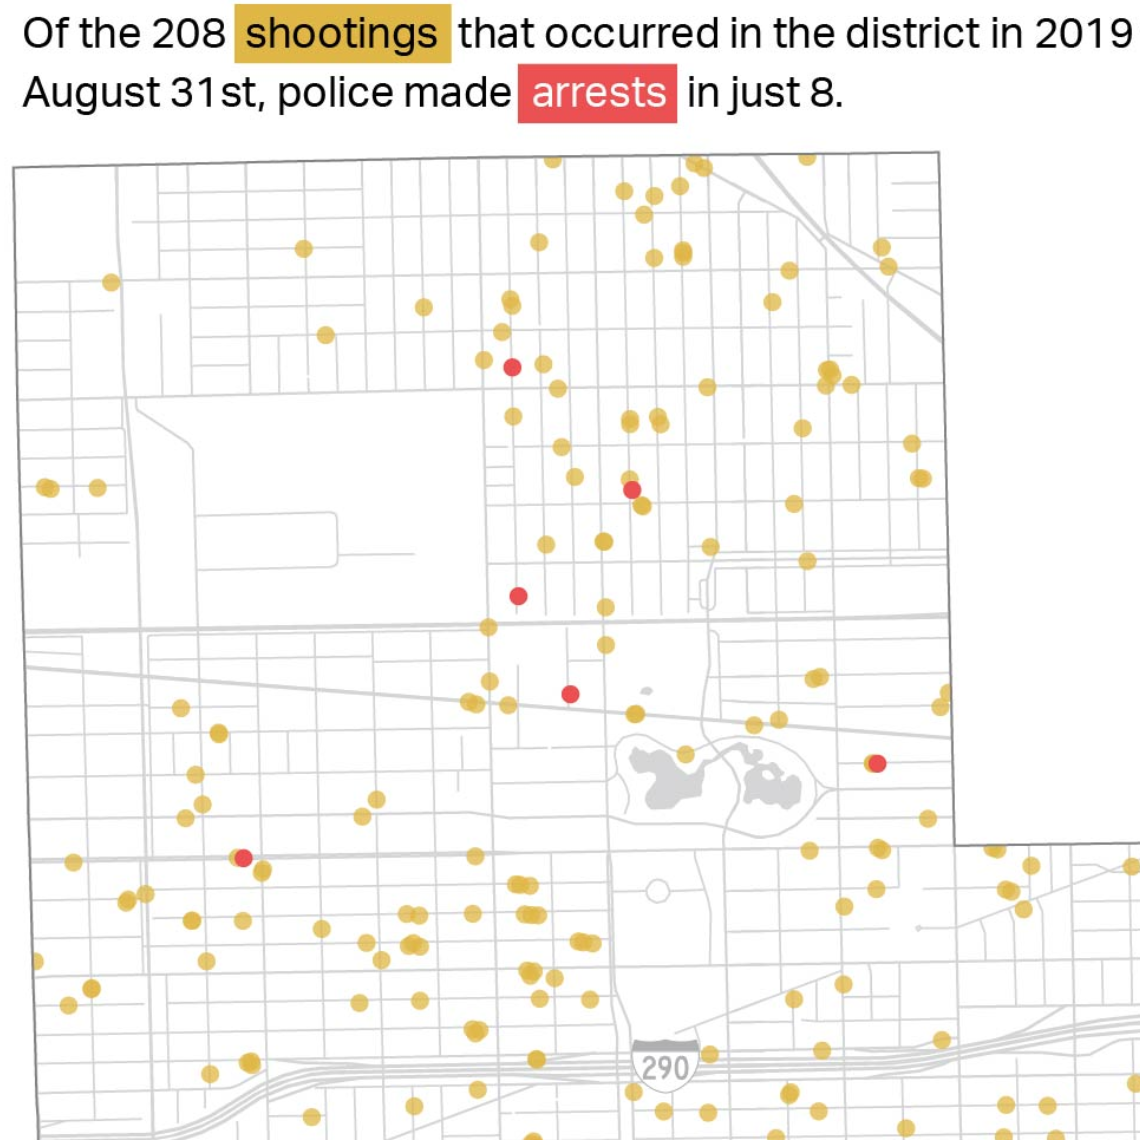 Of the 208 shootings that occurred in the district in 2019
August 31st, police made arrests in just 8.
290